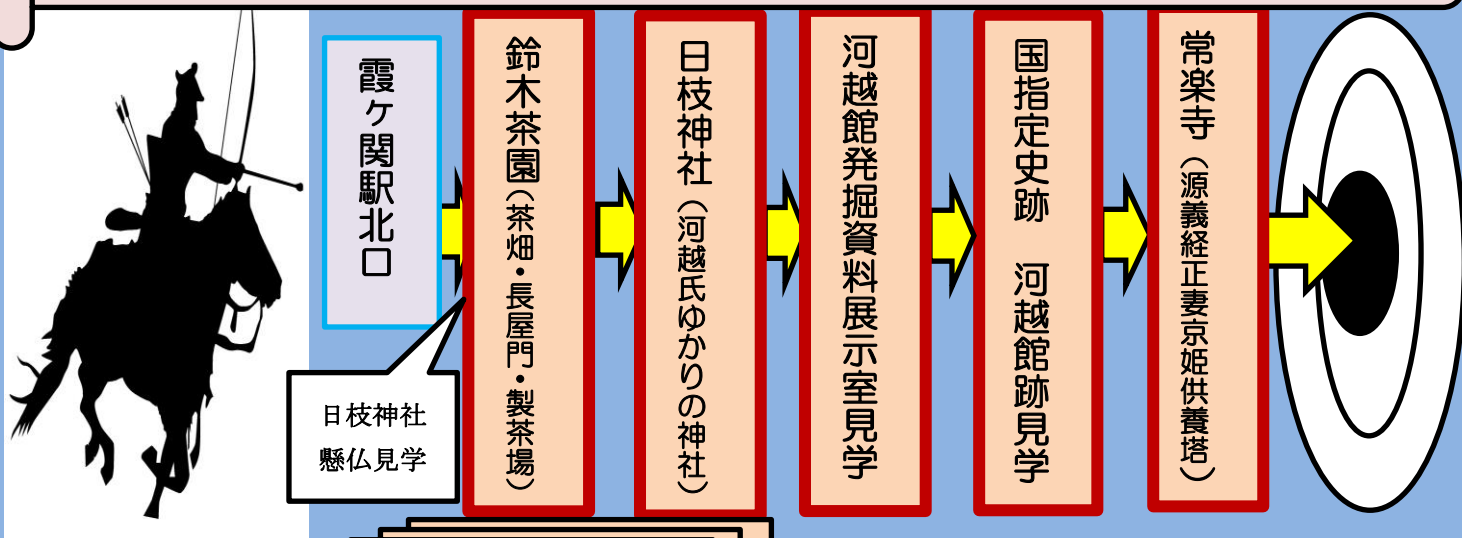 霞ヶ関駅北口
鈴木茶園（茶畑・長屋門・製茶場）
日枝神社
懸仏見学
日枝神社（河越氏ゆかりの神社）
河越館発掘資料展示室見学
国指定史跡　河越館跡見学
常楽寺（源義経正妻京姫供養塔）